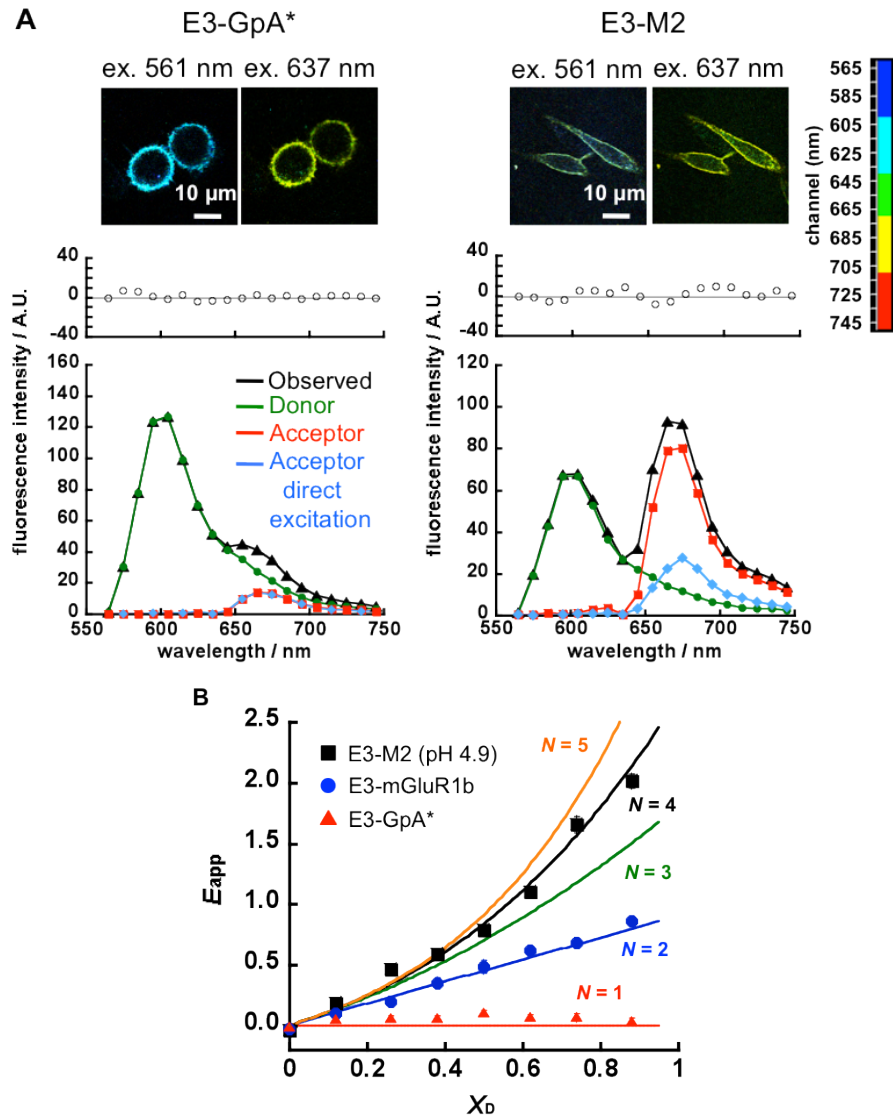 A
E3-GpA*
E3-M2
ex. 561 nm
ex. 637 nm
ex. 561 nm
ex. 637 nm
10 μm
10 μm
channel (nm)
565
585
605
625
645
665
685
705
725
745
40
0
-40
40
0
-40
fluorescence intensity / A.U.
160
140
120
100
80
60
40
20
0
550
600
650
700
750
wavelength / nm
Observed
Donor
Acceptor
Acceptor
direct
excitation
fluorescence intensity / A.U.
120
100
80
60
40
20
0
550
600
650
700
750
wavelength / nm
B
2.5
2.0
1.5
1.0
0.5
0.0
Eapp
E3-M2 (pH 4.9)
E3-mGluR1b
E3-GpA*
N = 5
N = 4
N = 3
N = 2
N = 1
0
0.2
0.4
0.6
0.8
1
XD